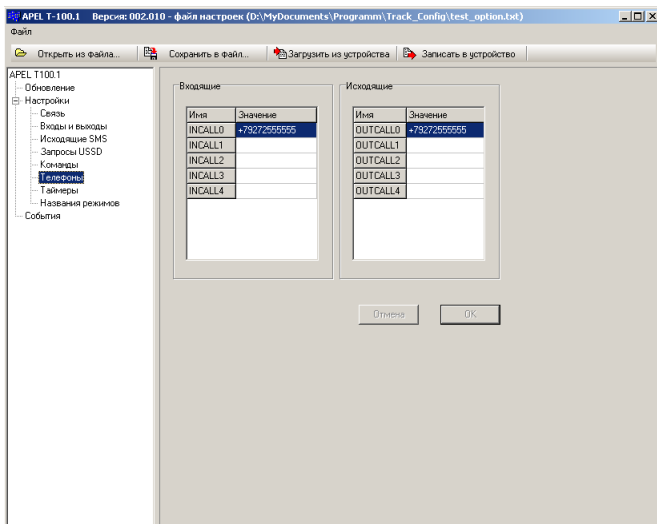 APEL T-100.1 Версия: 002.010 - файл настроек (D:\MyDocuments\Programm\Track_Config\test_option.txt)
Файл
Открыть из файла... Сохранить в файл... Загрузить из устройства Записать в устройство
APEL T100.1
Обновление
Настройки
Связь
Входы и выходы
Исходящие SMS
Запросы USSD
Команды
Телефоны
Таймеры
Названия режимов
События
Входящие
Имя Значение
INCALL0 +79272555555
INCALL1
INCALL2
INCALL3
INCALL4
Исходящие
Имя Значение
OUTCALL0 +79272555555
OUTCALL1
OUTCALL2
OUTCALL3
OUTCALL4
Отмена OK